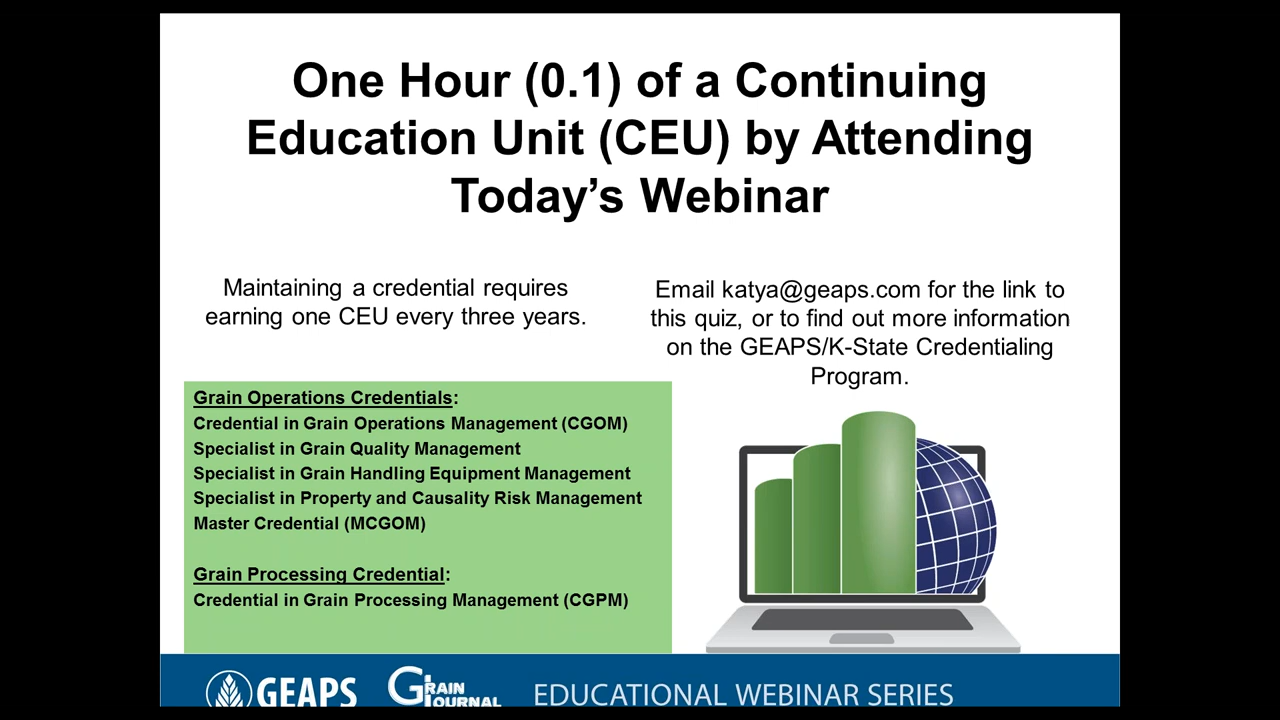 One Hour (0.1) of a Continuing
Education Unit (CEU) by Attending
Today’s Webinar
Maintaining a credential requires
earning one CEU every three years.
Email katya@geaps.com for the link to
this quiz, or to find out more information
on the GEAPS/K-State Credentialing
Program.
Grain Operations Credentials:
Credential in Grain Operations Management (CGOM)
Specialist in Grain Quality Management
Specialist in Grain Handling Equipment Management
Specialist in Property and Causality Risk Management
Master Credential (MCGOM)
Grain Processing Credential:
Credential in Grain Processing Management (CGPM)
GEAPS
GRAIN
JOURNAL
EDUCATIONAL WEBINAR SERIES